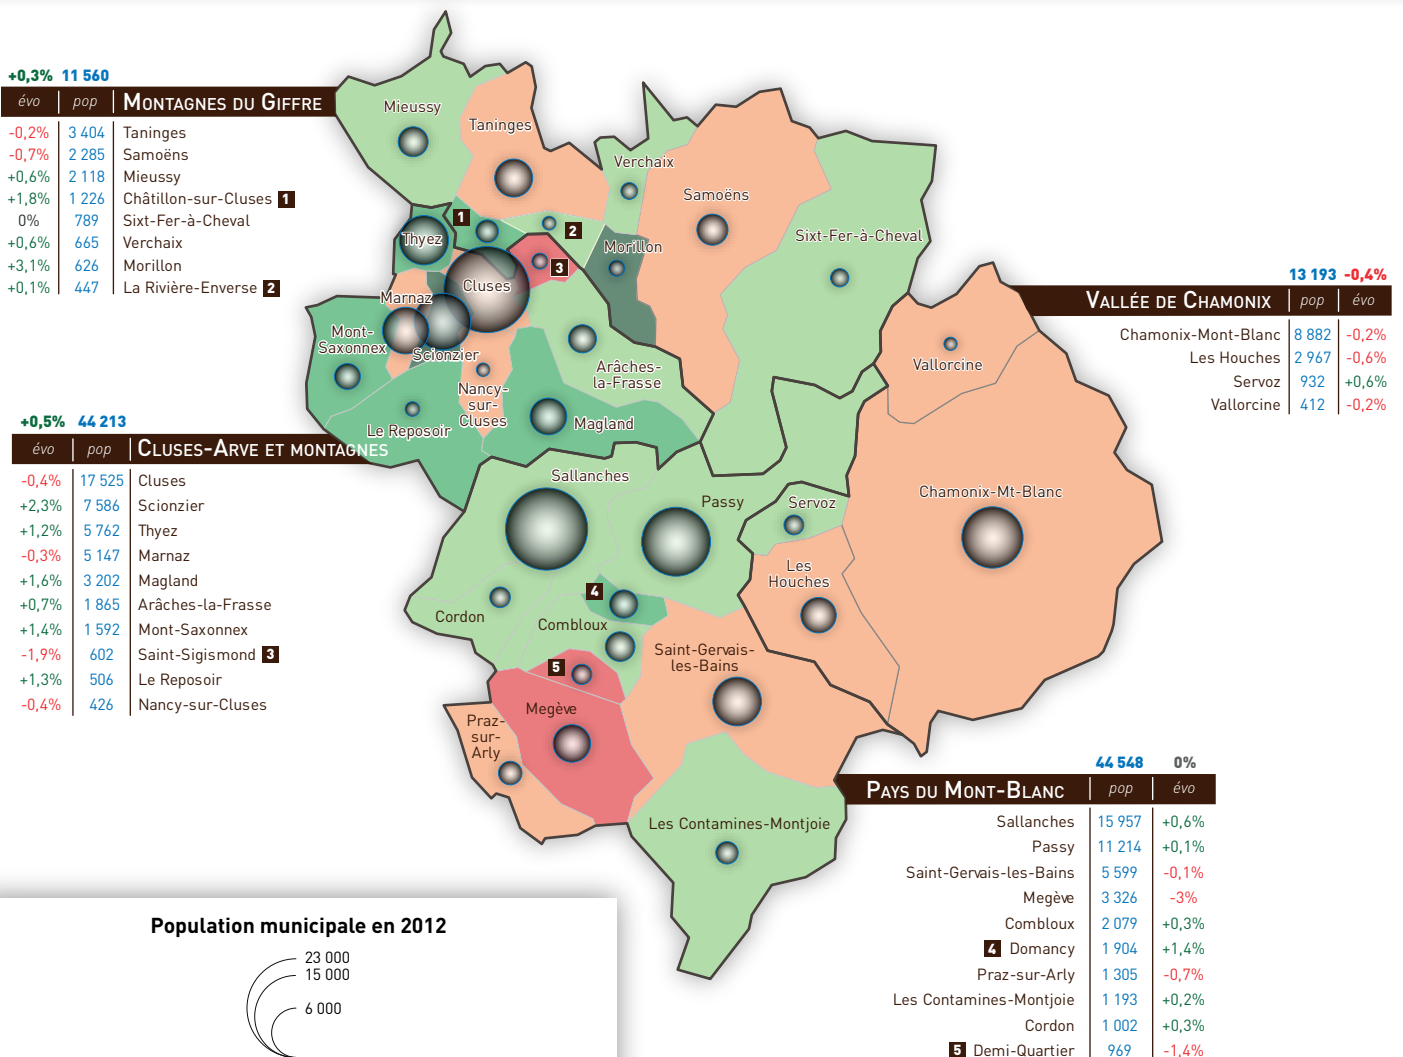 +0,3% 11 560
évo pop MONTAGNES DU GIFFRE
-0,2% 3 404 Taninges
-0,7% 2 285 Samoëns
+0,6% 2 118 Mieussy
+1,8% 1 226 Châtillon-sur-Cluses 1
0% 789 Sixt-Fer-à-Cheval
+0,6% 665 Verchaix
+3,1% 626 Morillon
+0,1% 447 La Rivière-Enverse 2
+0,5% 44 213
évo pop CLUSES-ARVE ET MONTAGNES
-0,4% 17 525 Cluses
+2,3% 7 586 Scionzier
+1,2% 5 762 Thyez
-0,3% 5 147 Marnaz
+1,6% 3 202 Magland
+0,7% 1 865 Arâches-la-Frasse
+1,4% 1 592 Mont-Saxonnex
-1,9% 602 Saint-Sigismond 3
+1,3% 506 Le Reposoir
-0,4% 426 Nancy-sur-Cluses
Mieussy
Taninges
Verchaix
Samoëns
1
2
Thyez
Morillon
Sixt-Fer-à-Cheval
3
Cluses
Marnaz
Mont-
Saxonnex
Scionzier
Arâches-
la-Frasse
Nancy-
sur-
Cluses
Le Reposoir
Magland
Vallorcine
Sallanches
Passy
Servoz
Chamonix-Mt-Blanc
Les
Houches
4
Cordon
Combloux
Saint-Gervais-
les-Bains
5
Megève
Praz-
sur-
Arly
Les Contamines-Montjoie
13 193 -0,4%
VALLÉE DE CHAMONIX pop évo
Chamonix-Mont-Blanc 8 882 -0,2%
Les Houches 2 967 -0,6%
Servoz 932 +0,6%
Vallorcine 412 -0,2%
44 548 0%
PAYS DU MONT-BLANC pop évo
Sallanches 15 957 +0,6%
Passy 11 214 +0,1%
Saint-Gervais-les-Bains 5 599 -0,1%
Megève 3 326 -3%
Combloux 2 079 +0,3%
4 Domancy 1 904 +1,4%
Praz-sur-Arly 1 305 -0,7%
Les Contamines-Montjoie 1 193 +0,2%
Cordon 1 002 +0,3%
5 Demi-Quartier 969 -1,4%
Population municipale en 2012
23 000
15 000
6 000